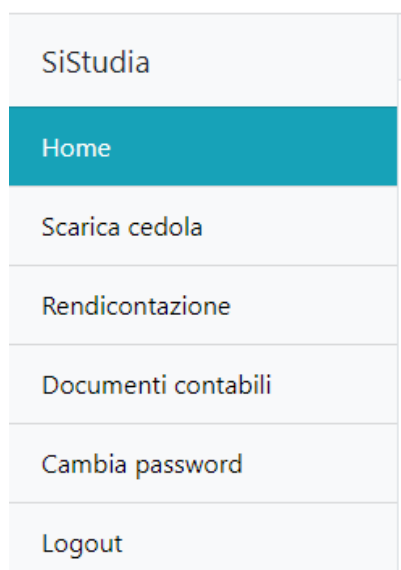 SiStudia
Home
Scarica cedola
Rendicontazione
Documenti contabili
Cambia password
Logout